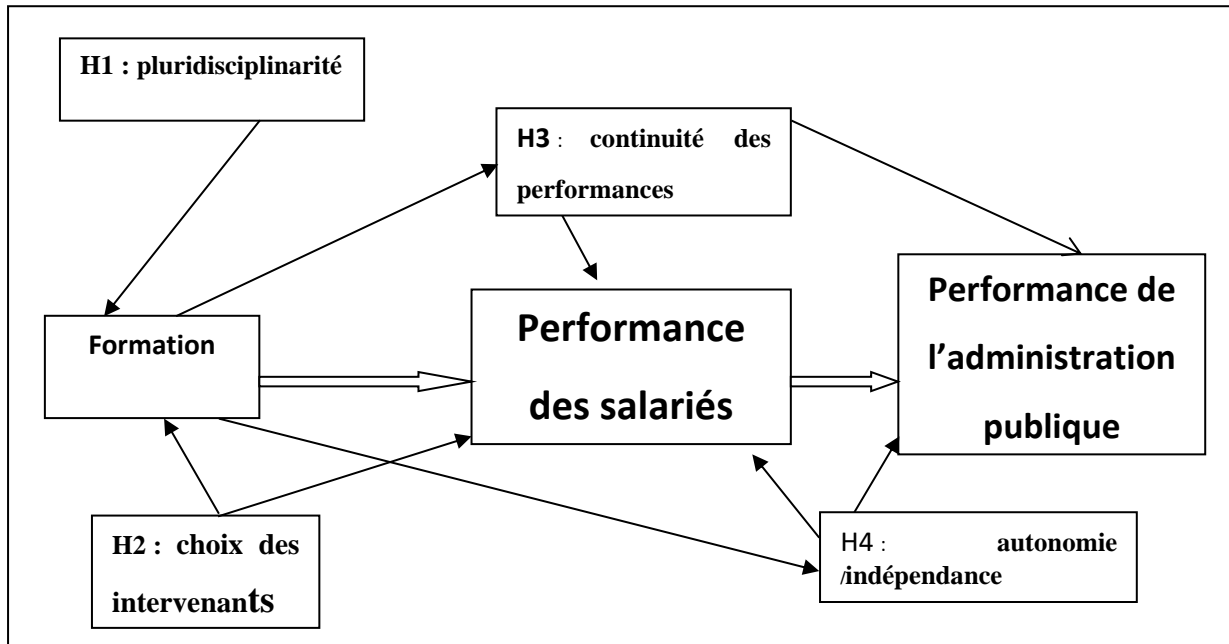 H1 : pluridisciplinarité
H3 : continuité des
performances
Performance de
l’administration
publique
Formation
Performance
des salariés
H2 : choix des
intervenants
H4 : autonomie
/indépendance